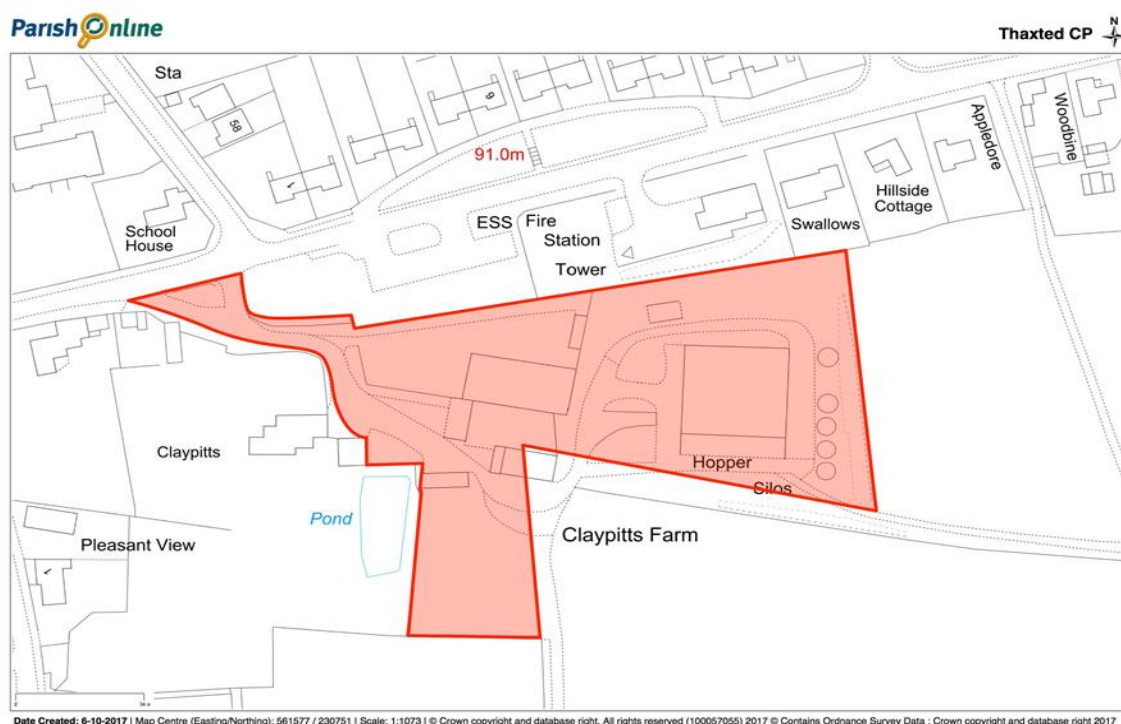 Parish Online
Thaxted CP
N
Sta
58
9
91.0m
Appledore
Woodbine
Hillside
Cottage
School
House
ESS
Fire
Station
Tower
Swallows
Claypitts
Hopper
Silos
Pond
Claypitts Farm
Pleasant View
Date Created: 6-10-2017 | Map Centre (Easting/Northing): 561577 / 230751 | Scale: 1:1073 | © Crown copyright and database right. All rights reserved (100057055) 2017 © Contains Ordnance Survey Data : Crown copyright and database right 2017